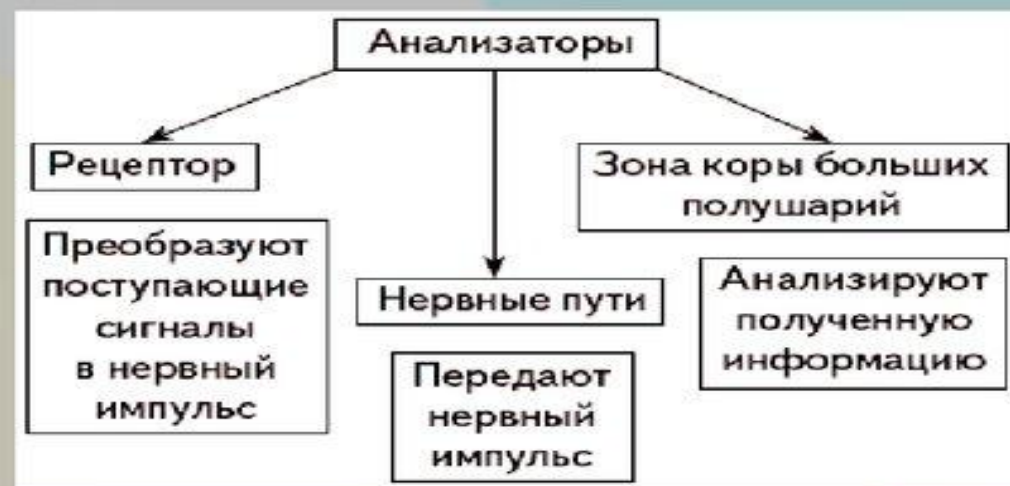 Анализаторы
Рецептор
Преобразуют
поступающие
сигналы
в нервный
импульс
Нервные пути
Передают
нервный
импульс
Зона коры больших
полушарий
Анализируют
полученную
информацию